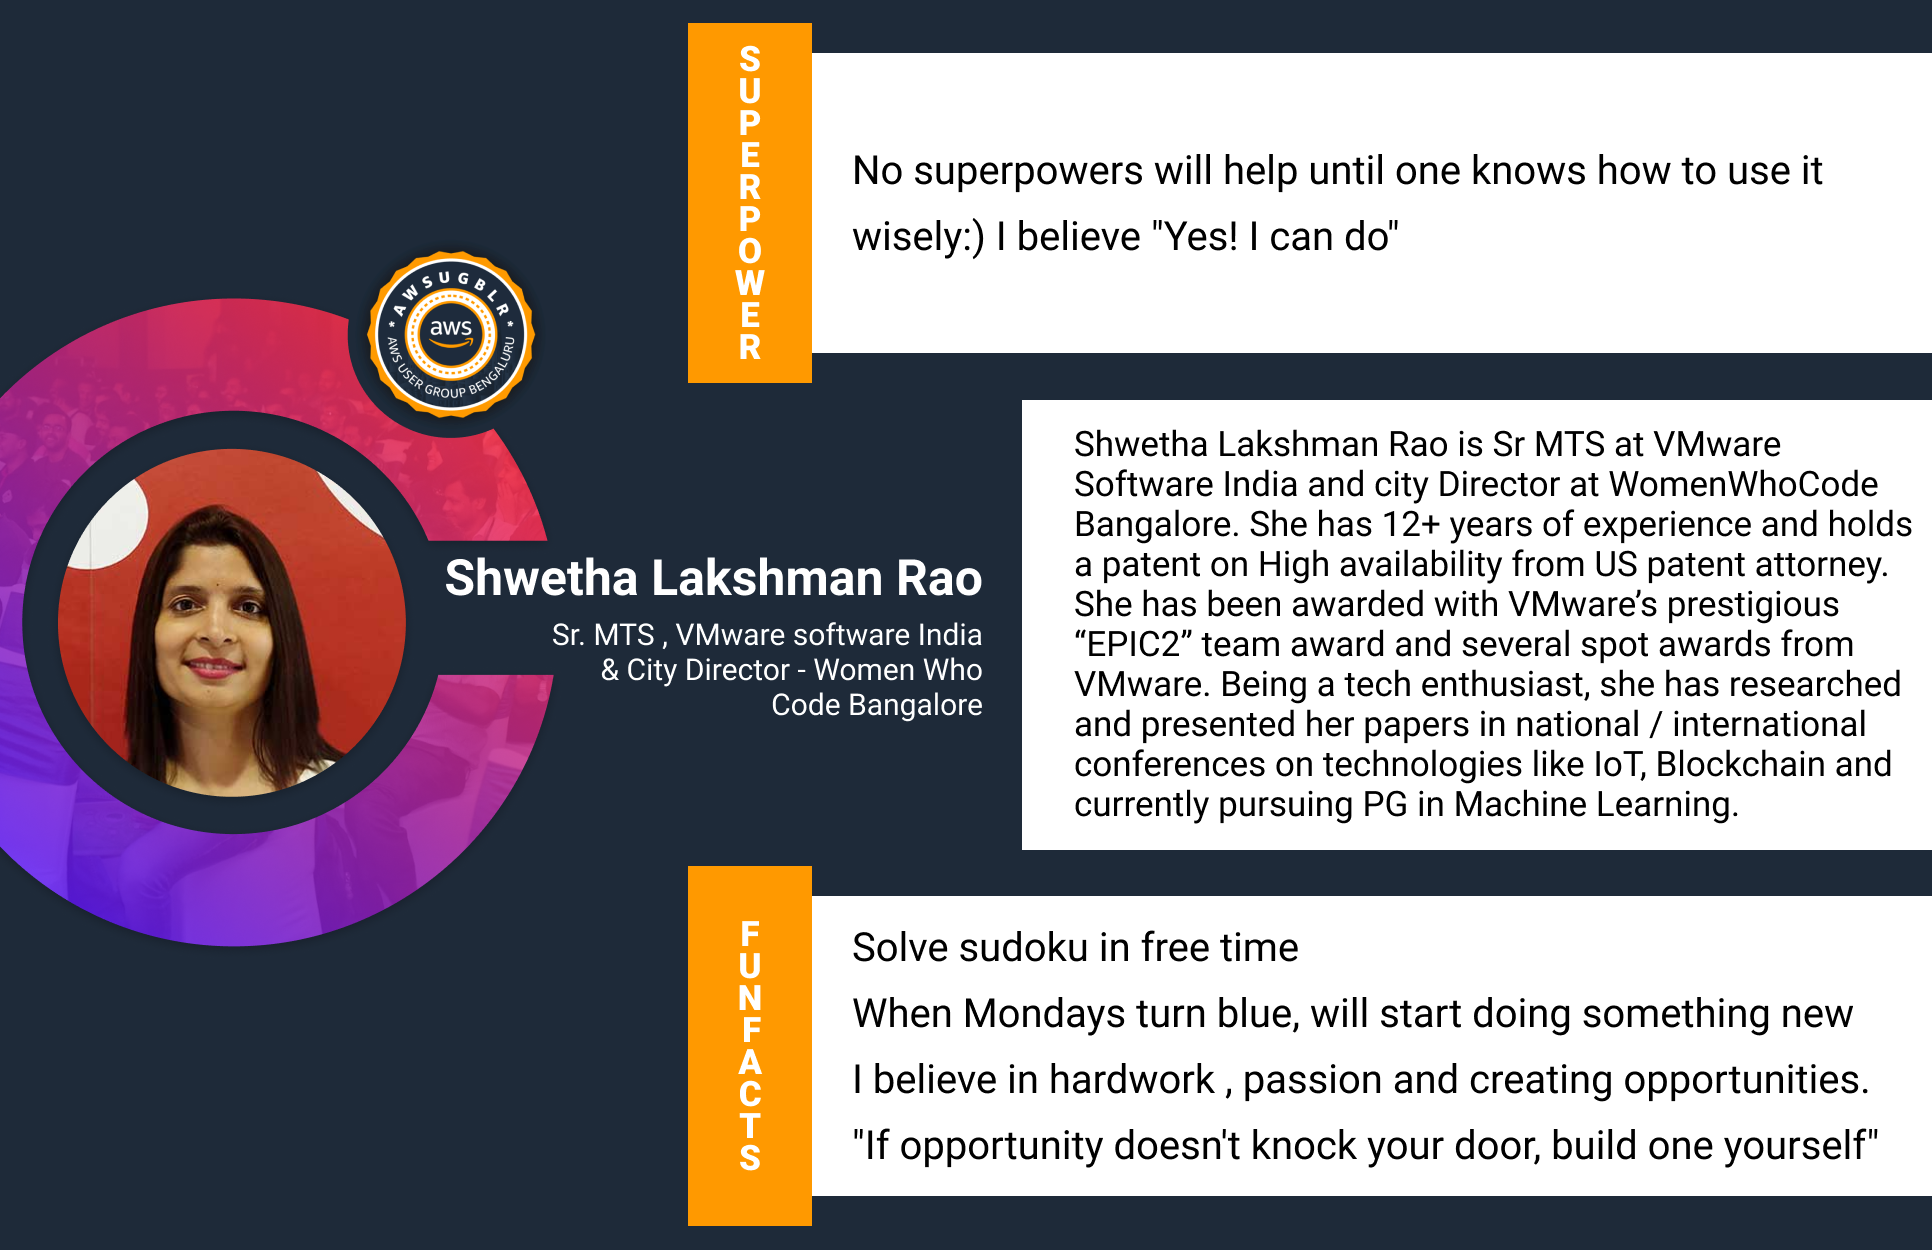 SUPERPOWER
No superpowers will help until one knows how to use it
wisely:) I believe "Yes! I can do"
* AWSUGBLR *
aws
AWS USER GROUP BENGALURU
Shwetha Lakshman Rao
Sr. MTS , VMware software India
& City Director - Women Who
Code Bangalore
Shwetha Lakshman Rao is Sr MTS at VMware
Software India and city Director at WomenWhoCode
Bangalore. She has 12+ years of experience and holds
a patent on High availability from US patent attorney.
She has been awarded with VMware’s prestigious
“EPIC2” team award and several spot awards from
VMware. Being a tech enthusiast, she has researched
and presented her papers in national / international
conferences on technologies like IoT, Blockchain and
currently pursuing PG in Machine Learning.
FUNFACTS
Solve sudoku in free time
When Mondays turn blue, will start doing something new
I believe in hardwork , passion and creating opportunities.
"If opportunity doesn't knock your door, build one yourself"